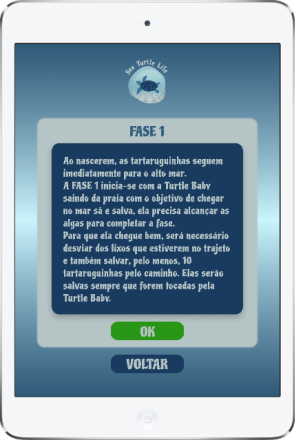 Sea Turtle Life
FASE 1
Ao nascerem, as tartaruguinhas seguem
imediatamente para o alto mar.
A FASE 1 inicia-se com a Turtle Baby
saindo da praia com o objetivo de chegar
no mar sã e salva, ela precisa alcançar as
algas para completar a fase.
Para que ela chegue bem, será necessário
desviar dos lixos que estiverem no trajeto
e também salvar, pelo menos, 10
tartaruguinhas pelo caminho. Elas serão
salvas sempre que forem tocadas pela
Turtle Baby.
OK
VOLTAR